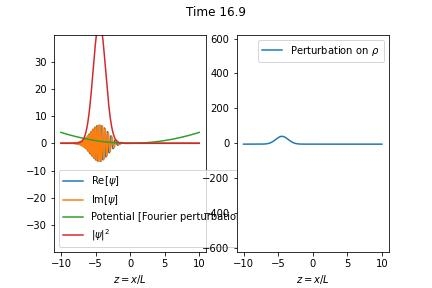 Time 16.9
40
30
20
10
0
−10
−20
−30
Re[ψ]
Im[ψ]
Potential [Fourier perturbatio
|ψ|²
−10 −5 0 5 10
z = x/L
600
400
200
0
−200
−400
−600
Perturbation on ρ
−10 −5 0 5 10
z = x/L